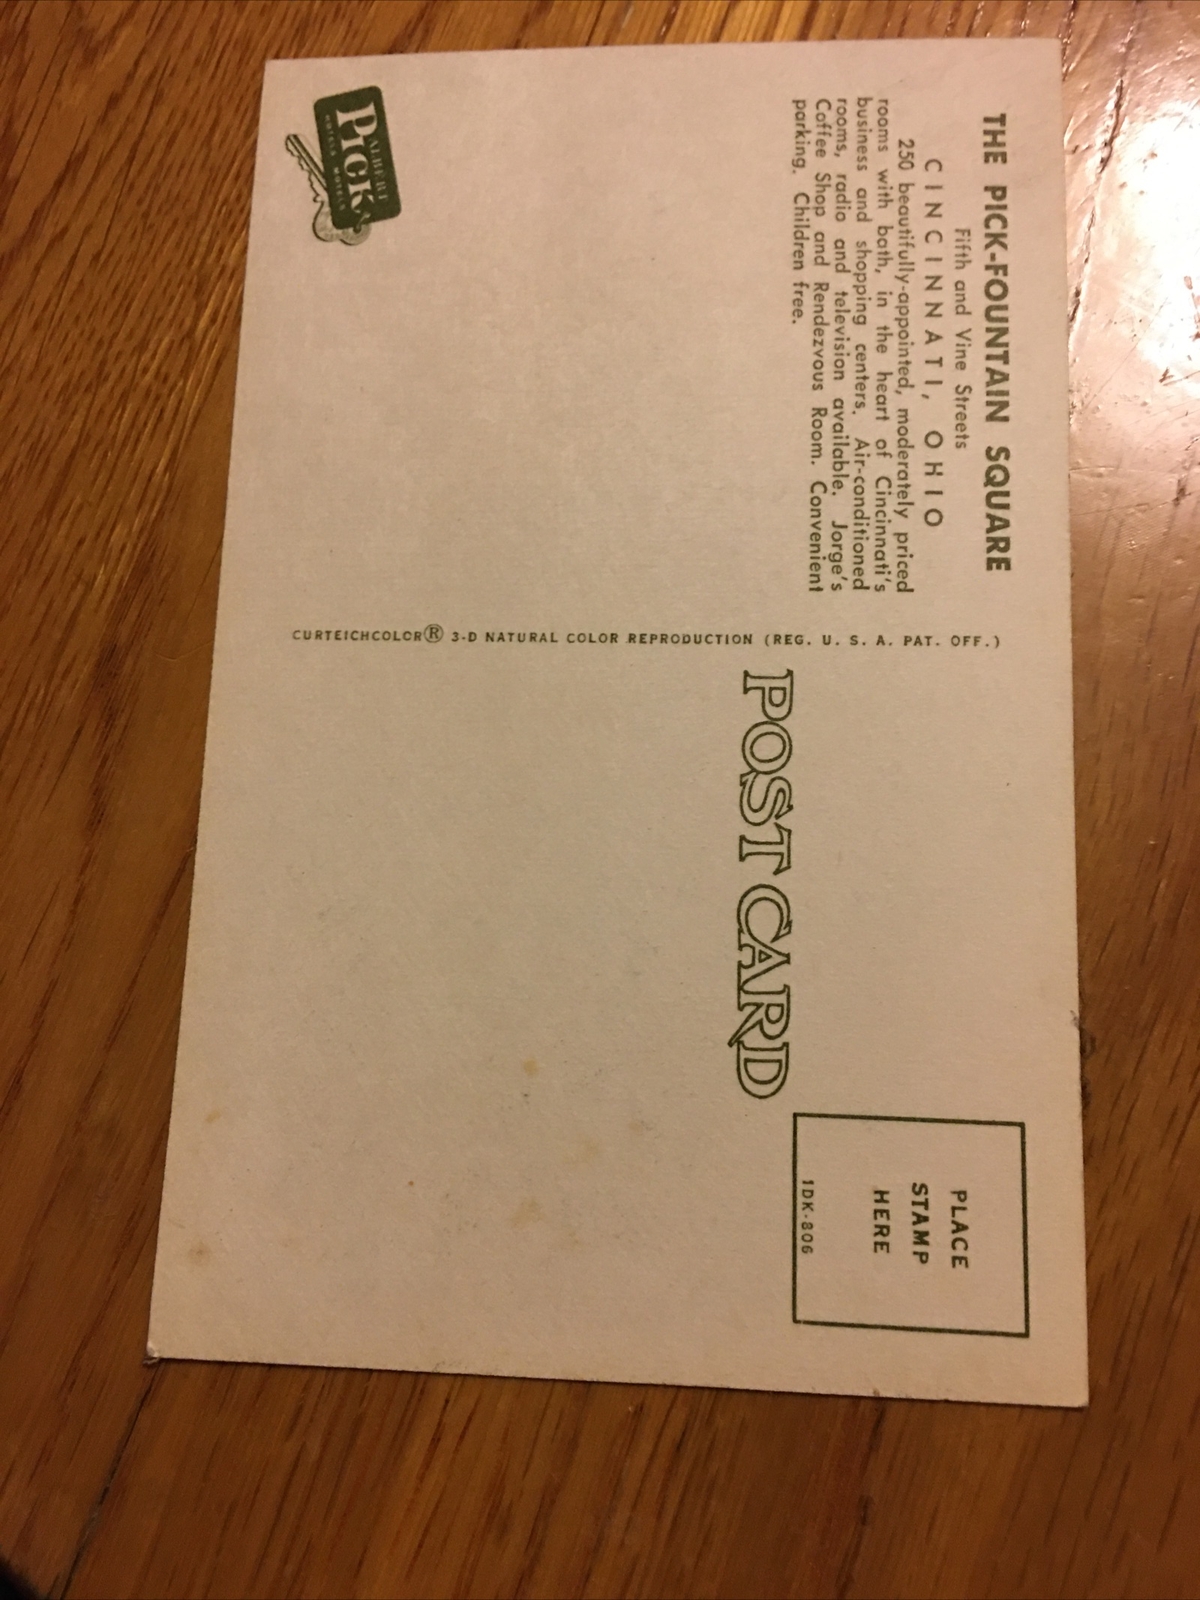 THE PICK-FOUNTAIN SQUARE
Fifth and Vine Streets
CINCINNATI, OHIO
250 beautifully-appointed, moderately priced
rooms with bath, in the heart of Cincinnati's
business and shopping centers. Air-conditioned
rooms, radio and television available. Jorge's
Coffee Shop and Rendezvous Room. Convenient
parking. Children free.
ALBERT
PICK
HOTELS MOTELS
CURTEICHCOLOR® 3-D NATURAL COLOR REPRODUCTION (REG. U. S. A. PAT. OFF.)
POST CARD
PLACE
STAMP
HERE
1DK-806